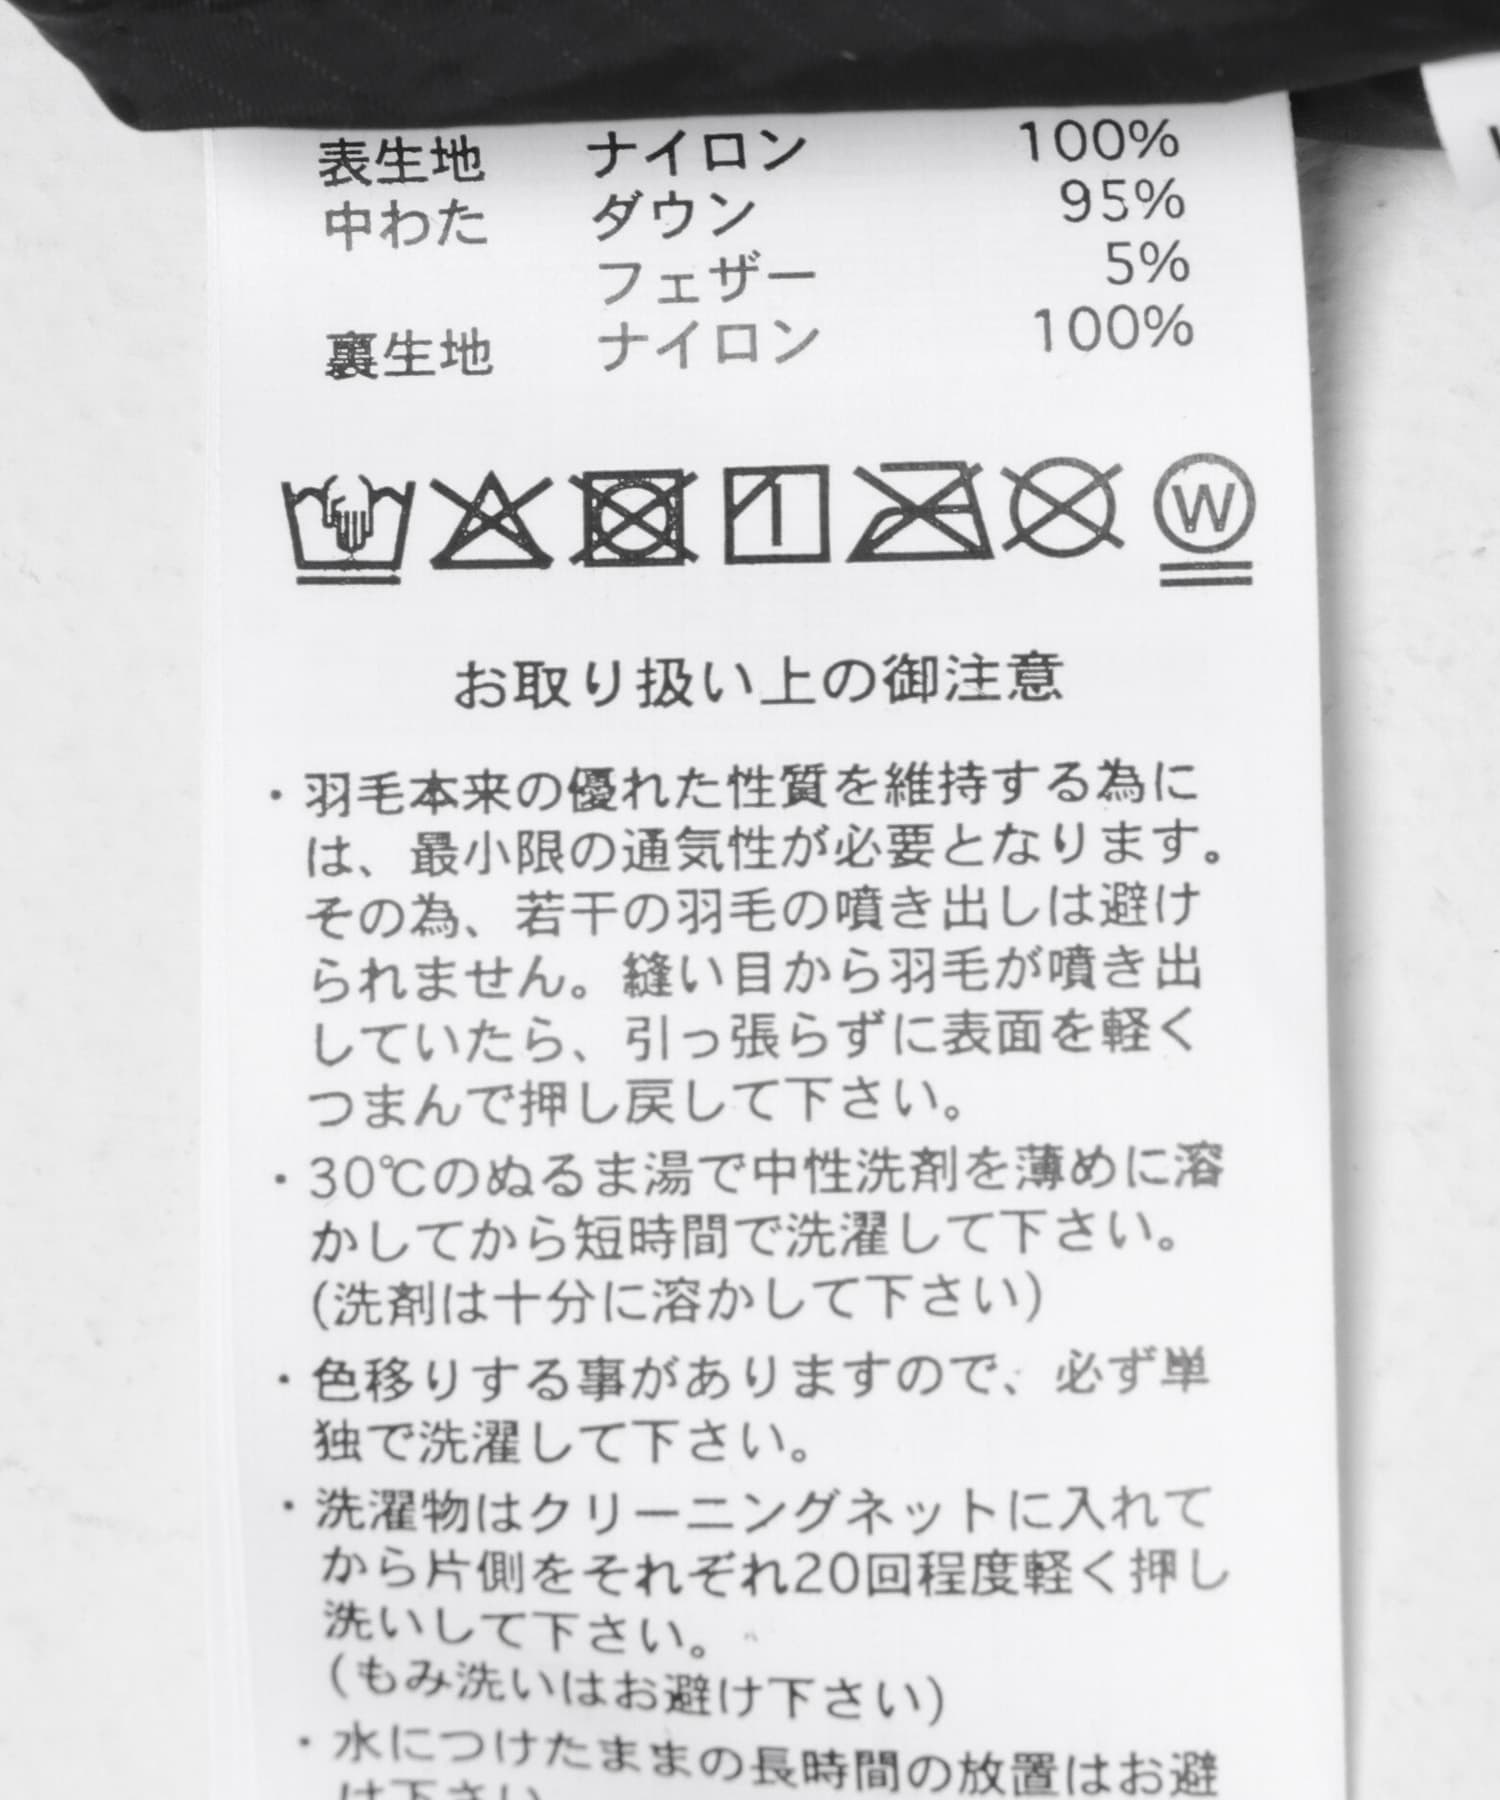 表生地 ナイロン 100%
中わた ダウン 95%
フェザー 5%
裏生地 ナイロン 100%
W
お取り扱い上の御注意
・羽毛本来の優れた性質を維持する為に
は、最小限の通気性が必要となります。
その為、若干の羽毛の噴き出しは避け
られません。縫い目から羽毛が噴き出
していたら、引っ張らずに表面を軽く
つまんで押し戻して下さい。
・30℃のぬるま湯で中性洗剤を薄めに溶
かしてから短時間で洗濯して下さい。
(洗剤は十分に溶かして下さい)
・色移りする事がありますので、必ず単
独で洗濯して下さい。
・洗濯物はクリーニングネットに入れて
から片側をそれぞれ20回程度軽く押し
洗いして下さい。
(もみ洗いはお避け下さい)
・水につけたままの長時間の放置はお避
け下さい